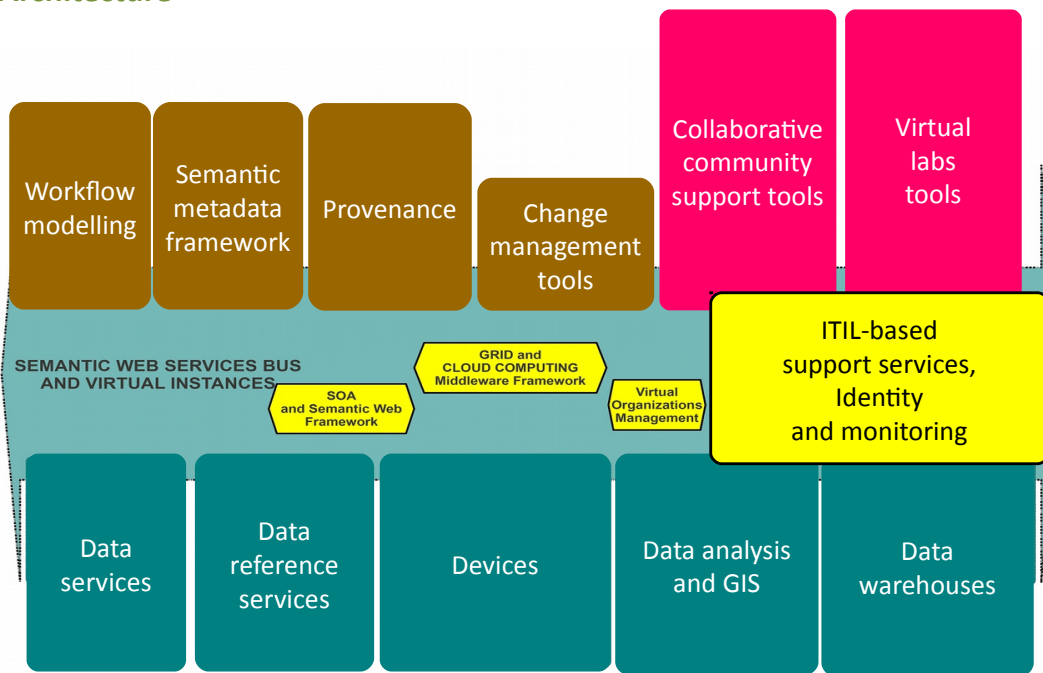 Architecture
Collaborative
community
support tools
Virtual
labs
tools
Workflow
modelling
Semantic
metadata
framework
Provenance
Change
management
tools
SEMANTIC WEB SERVICES BUS
AND VIRTUAL INSTANCES
SOA
and Semantic Web
Framework
GRID and
CLOUD COMPUTING
Middleware Framework
Virtual
Organizations
Management
ITIL-based
support services,
Identity
and monitoring
Data
services
Data
reference
services
Devices
Data analysis
and GIS
Data
warehouses